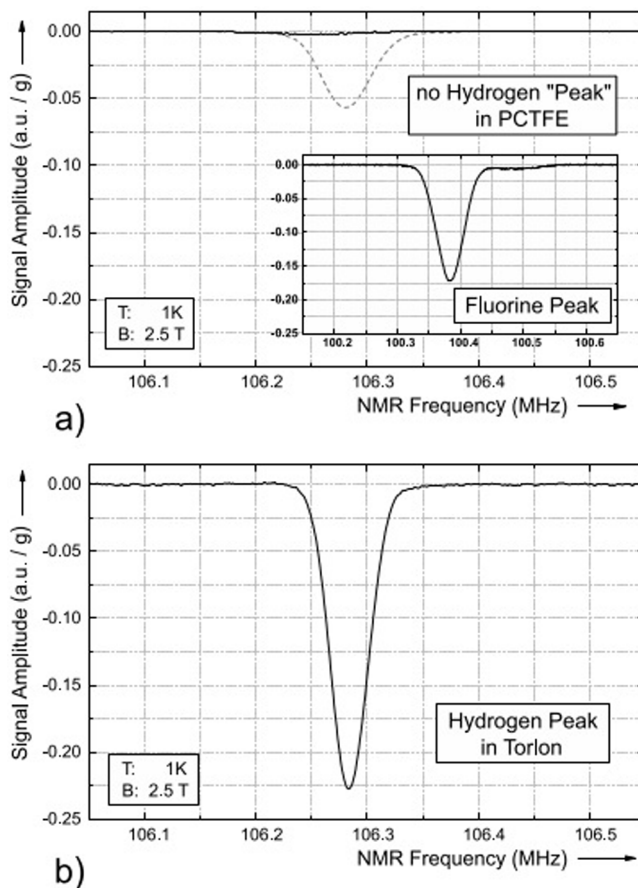 0.00
-0.05
-0.10
-0.15
-0.20
-0.25
Signal Amplitude (a.u. / g)
no Hydrogen "Peak"
in PCTFE
0.00
-0.05
-0.10
-0.15
-0.20
-0.25
Fluorine Peak
100.2 100.3 100.4 100.5 100.6
T: 1K
B: 2.5 T
106.1 106.2 106.3 106.4 106.5
a)
NMR Frequency (MHz)
0.00
-0.05
-0.10
-0.15
-0.20
-0.25
Signal Amplitude (a.u. / g)
Hydrogen Peak
in Torlon
T: 1K
B: 2.5 T
106.1 106.2 106.3 106.4 106.5
b)
NMR Frequency (MHz)